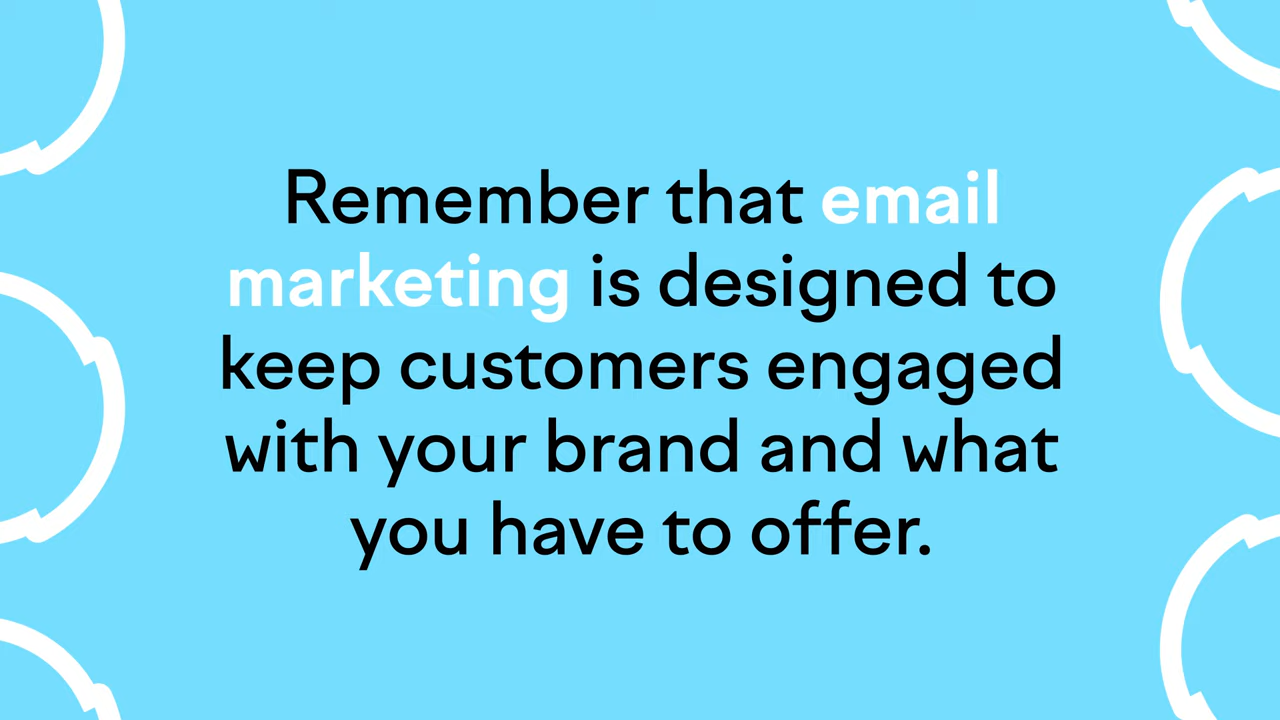 Remember that email
marketing is designed to
keep customers engaged
with your brand and what
you have to offer.